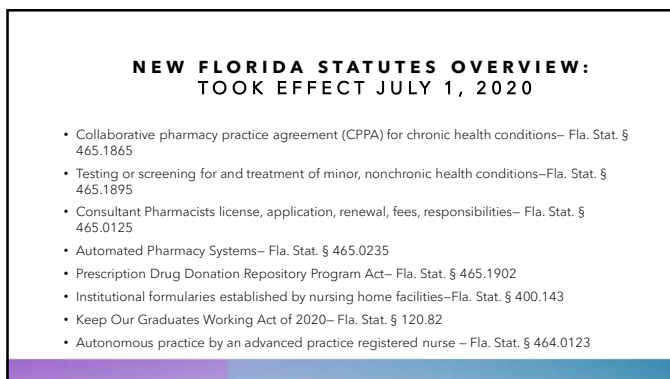 NEW FLORIDA STATUTES OVERVIEW:
TOOK EFFECT JULY 1, 2020
• Collaborative pharmacy practice agreement (CPPA) for chronic health conditions– Fla. Stat. §
465.1865
• Testing or screening for and treatment of minor, nonchronic health conditions–Fla. Stat. §
465.1895
• Consultant Pharmacists license, application, renewal, fees, responsibilities– Fla. Stat. §
465.0125
• Automated Pharmacy Systems– Fla. Stat. § 465.0235
• Prescription Drug Donation Repository Program Act– Fla. Stat. § 465.1902
• Institutional formularies established by nursing home facilities–Fla. Stat. § 400.143
• Keep Our Graduates Working Act of 2020– Fla. Stat. § 120.82
• Autonomous practice by an advanced practice registered nurse – Fla. Stat. § 464.0123